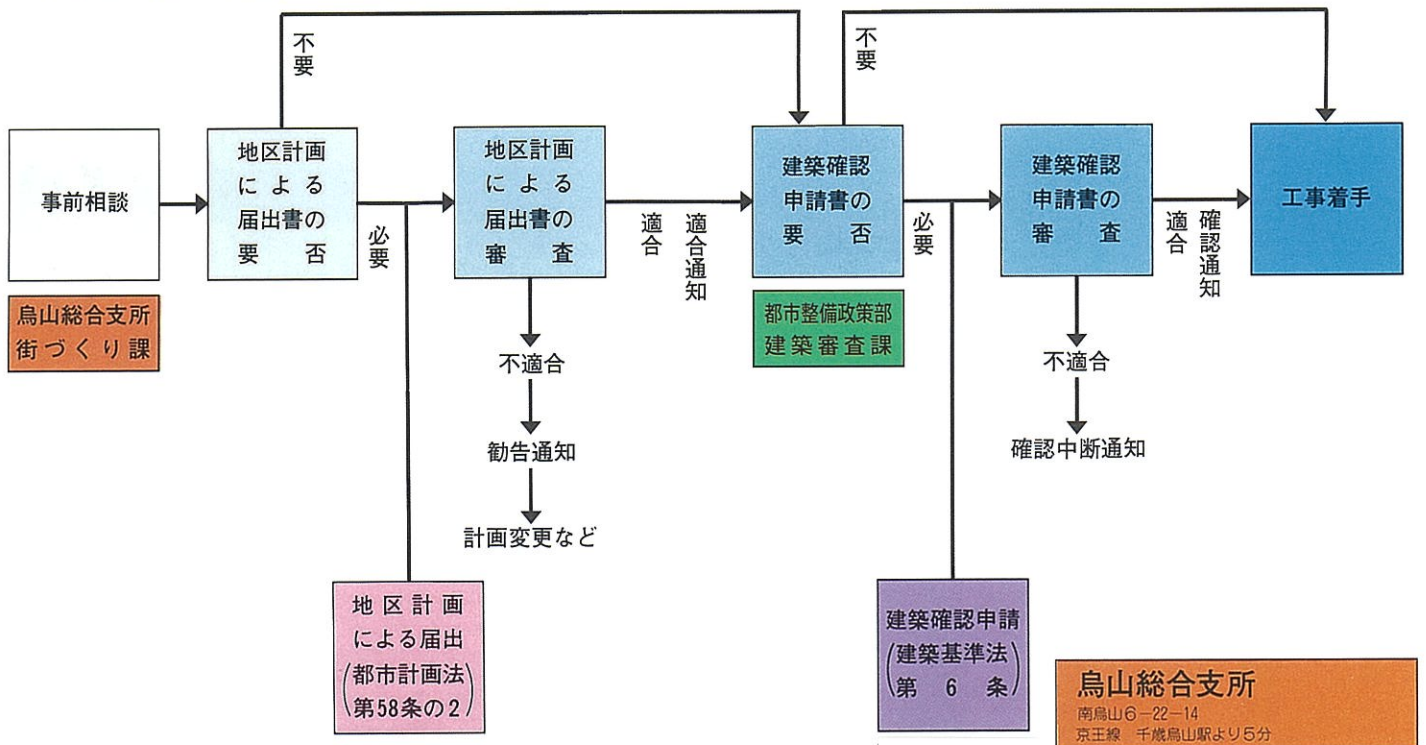 不要
不要
事前相談
地区計画
による
届出書の
要否
必要
地区計画
による
届出書の
審査
適合
適合通知
建築確認
申請書の
要否
必要
建築確認
申請書の
審査
適合
確認通知
工事着手
烏山総合支所
街づくり課
都市整備政策部
建築審査課
不適合
勧告通知
計画変更など
不適合
確認中断通知
地区計画
による届出
(都市計画法
第58条の2)
建築確認申請
(建築基準法
第6条)
烏山総合支所
南烏山6-22-14
京王線 千歳烏山駅より5分